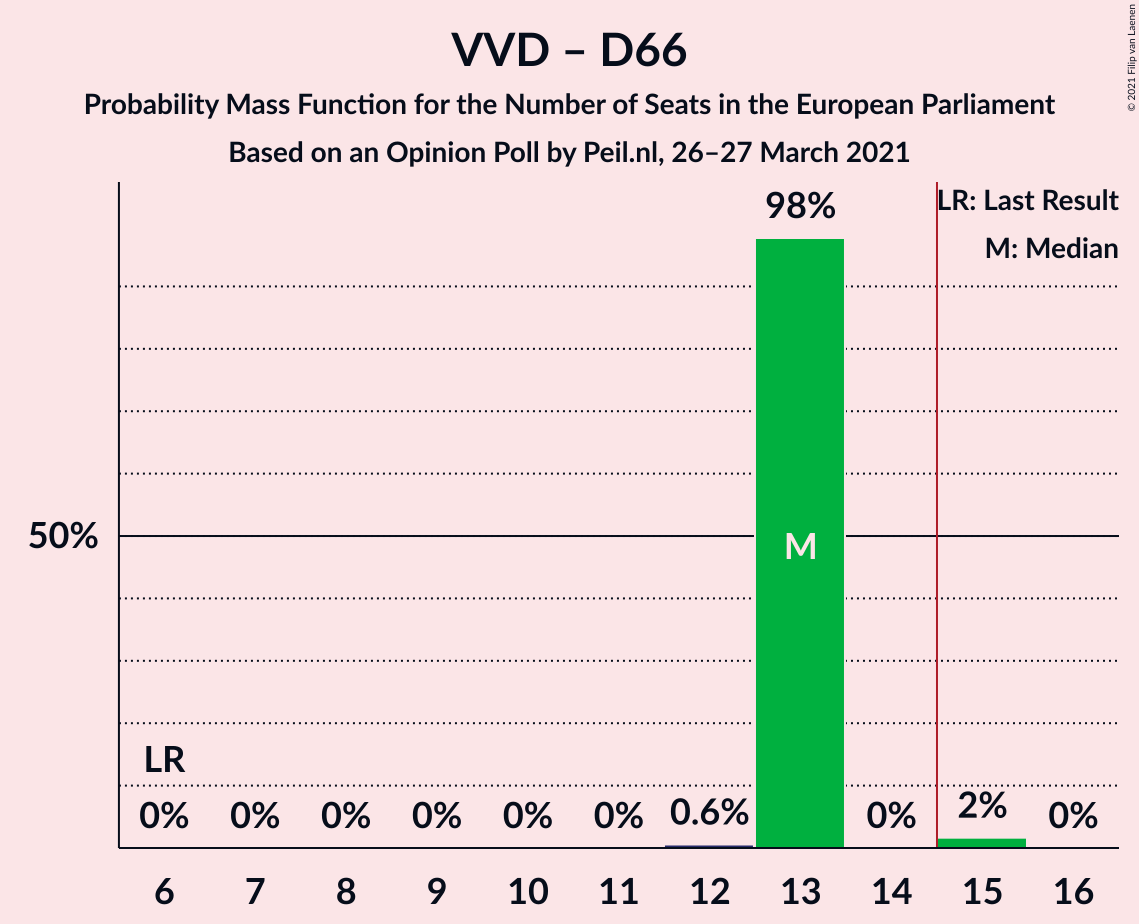 VVD – D66
Probability Mass Function for the Number of Seats in the European Parliament
Based on an Opinion Poll by Peil.nl, 26–27 March 2021
© 2021 Filip van Laenen
LR: Last Result
M: Median
98%
50%
M
LR
0% 0% 0% 0% 0% 0% 0.6% 0% 2% 0%
6 7 8 9 10 11 12 13 14 15 16